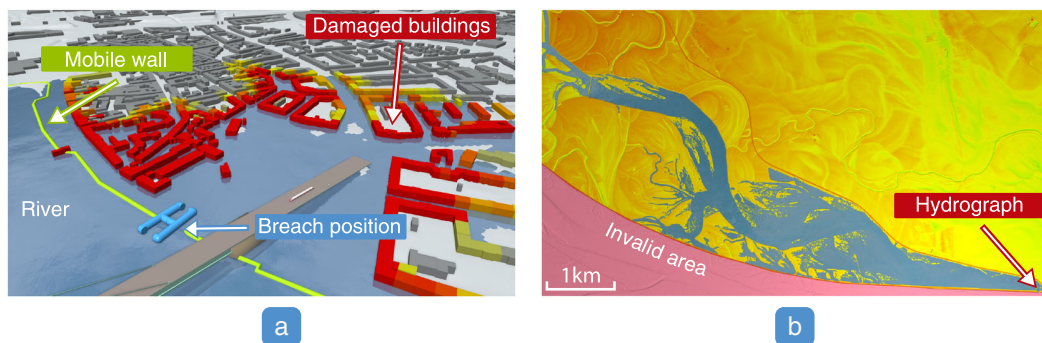 Damaged buildings
Mobile wall
River
Breach position
a
Hydrograph
Invalid area
1km
b